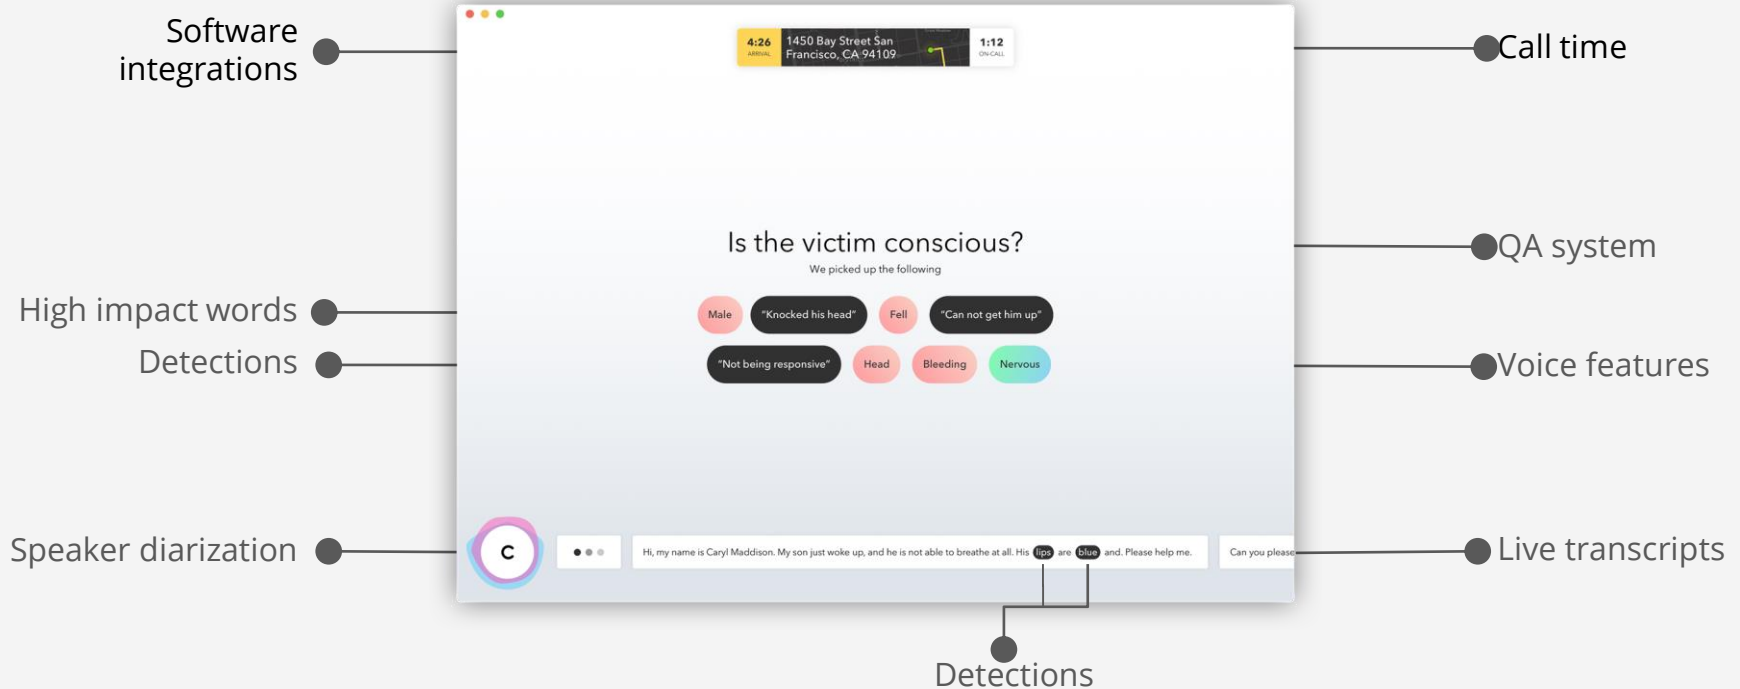 Software
integrations
4:26
ARRIVAL
1450 Bay Street San
Francisco, CA 94109
1:12
ON-CALL
Call time
Is the victim conscious?
We picked up the following
QA system
High impact words
Male "Knocked his head" Fell "Can not get him up"
Detections
"Not being responsive" Head Bleeding Nervous
Voice features
Speaker diarization
C
Hi, my name is Caryl Maddison. My son just woke up, and he is not able to breathe at all. His lips are blue and. Please help me.
Can you please
Live transcripts
Detections